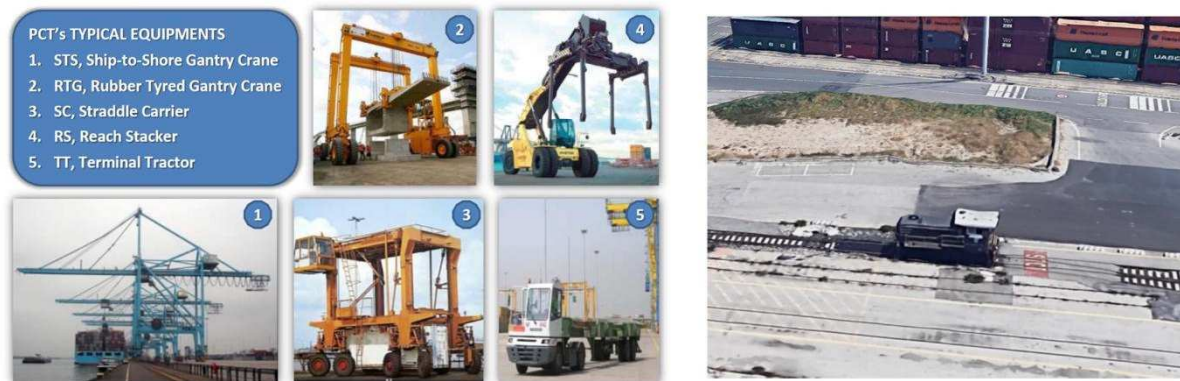 PCT's TYPICAL EQUIPMENTS
1. STS, Ship-to-Shore Gantry Crane
2. RTG, Rubber Tyred Gantry Crane
3. SC, Straddle Carrier
4. RS, Reach Stacker
5. TT, Terminal Tractor
2
4
1
3
5
U A S C
U A S C
UASC